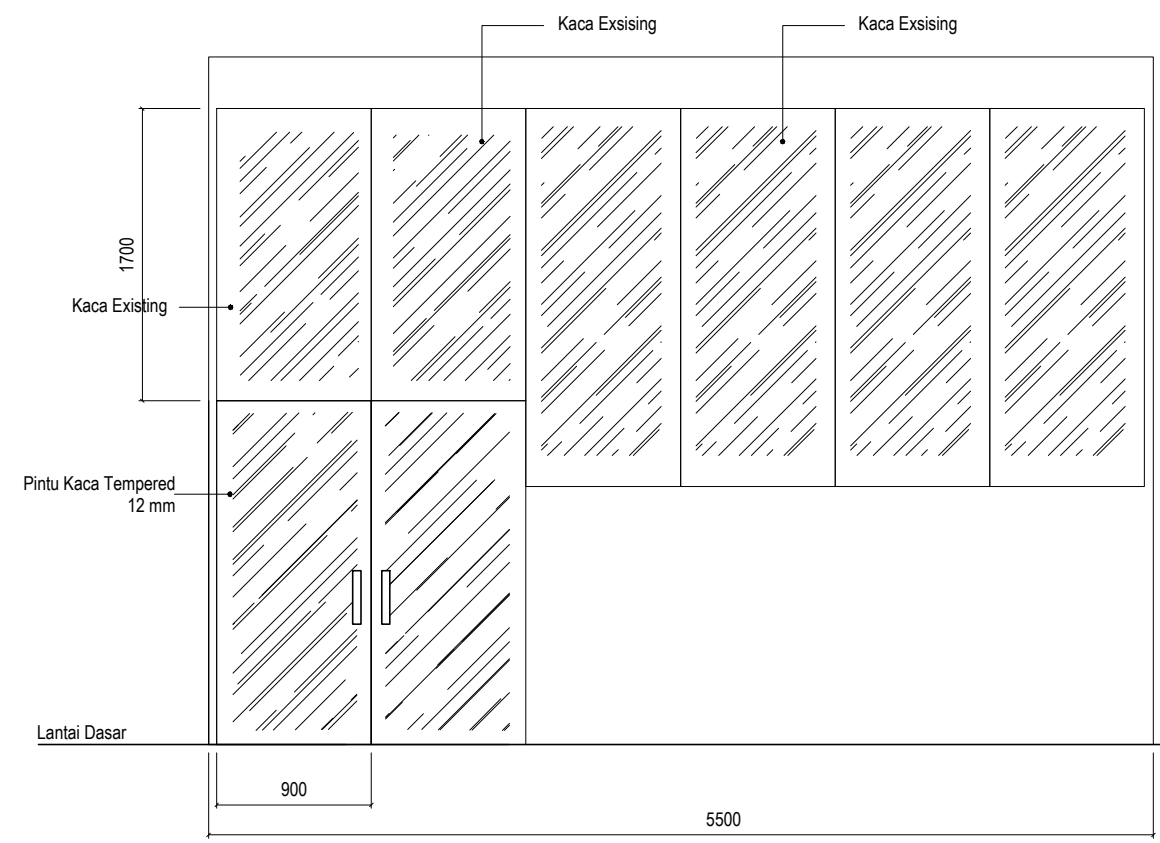 Kaca Exsising
Kaca Exsising
1700
Kaca Existing
Pintu Kaca Tempered
12 mm
Lantai Dasar
900
5500